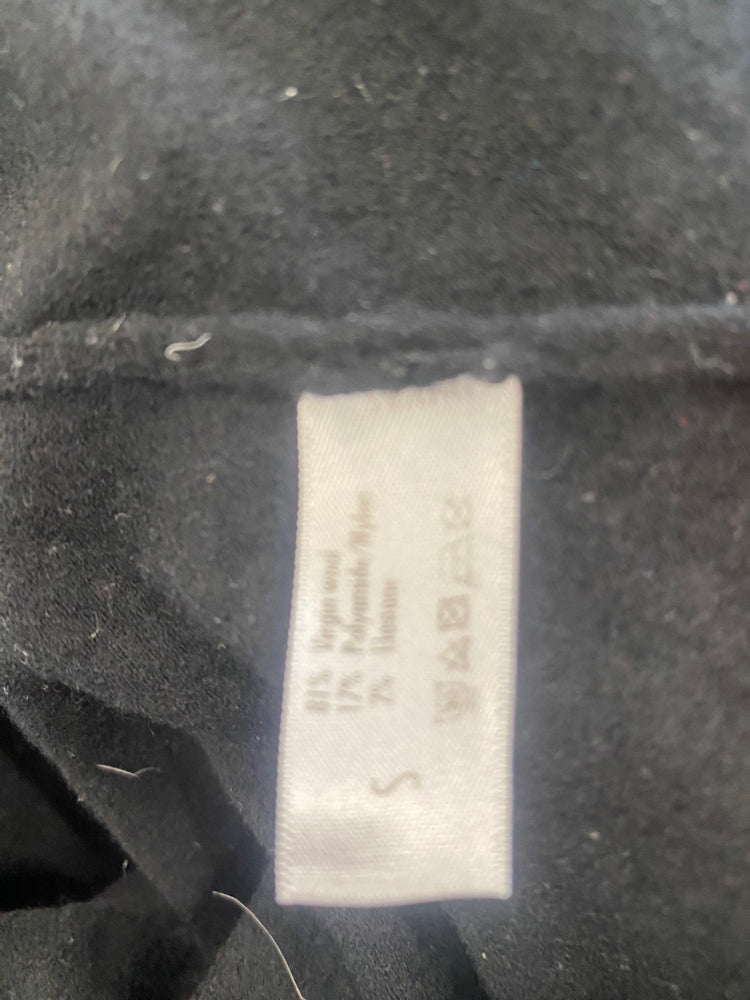 81% Virgin wool
17% Polyamide/Nylon
2% Elastane
S